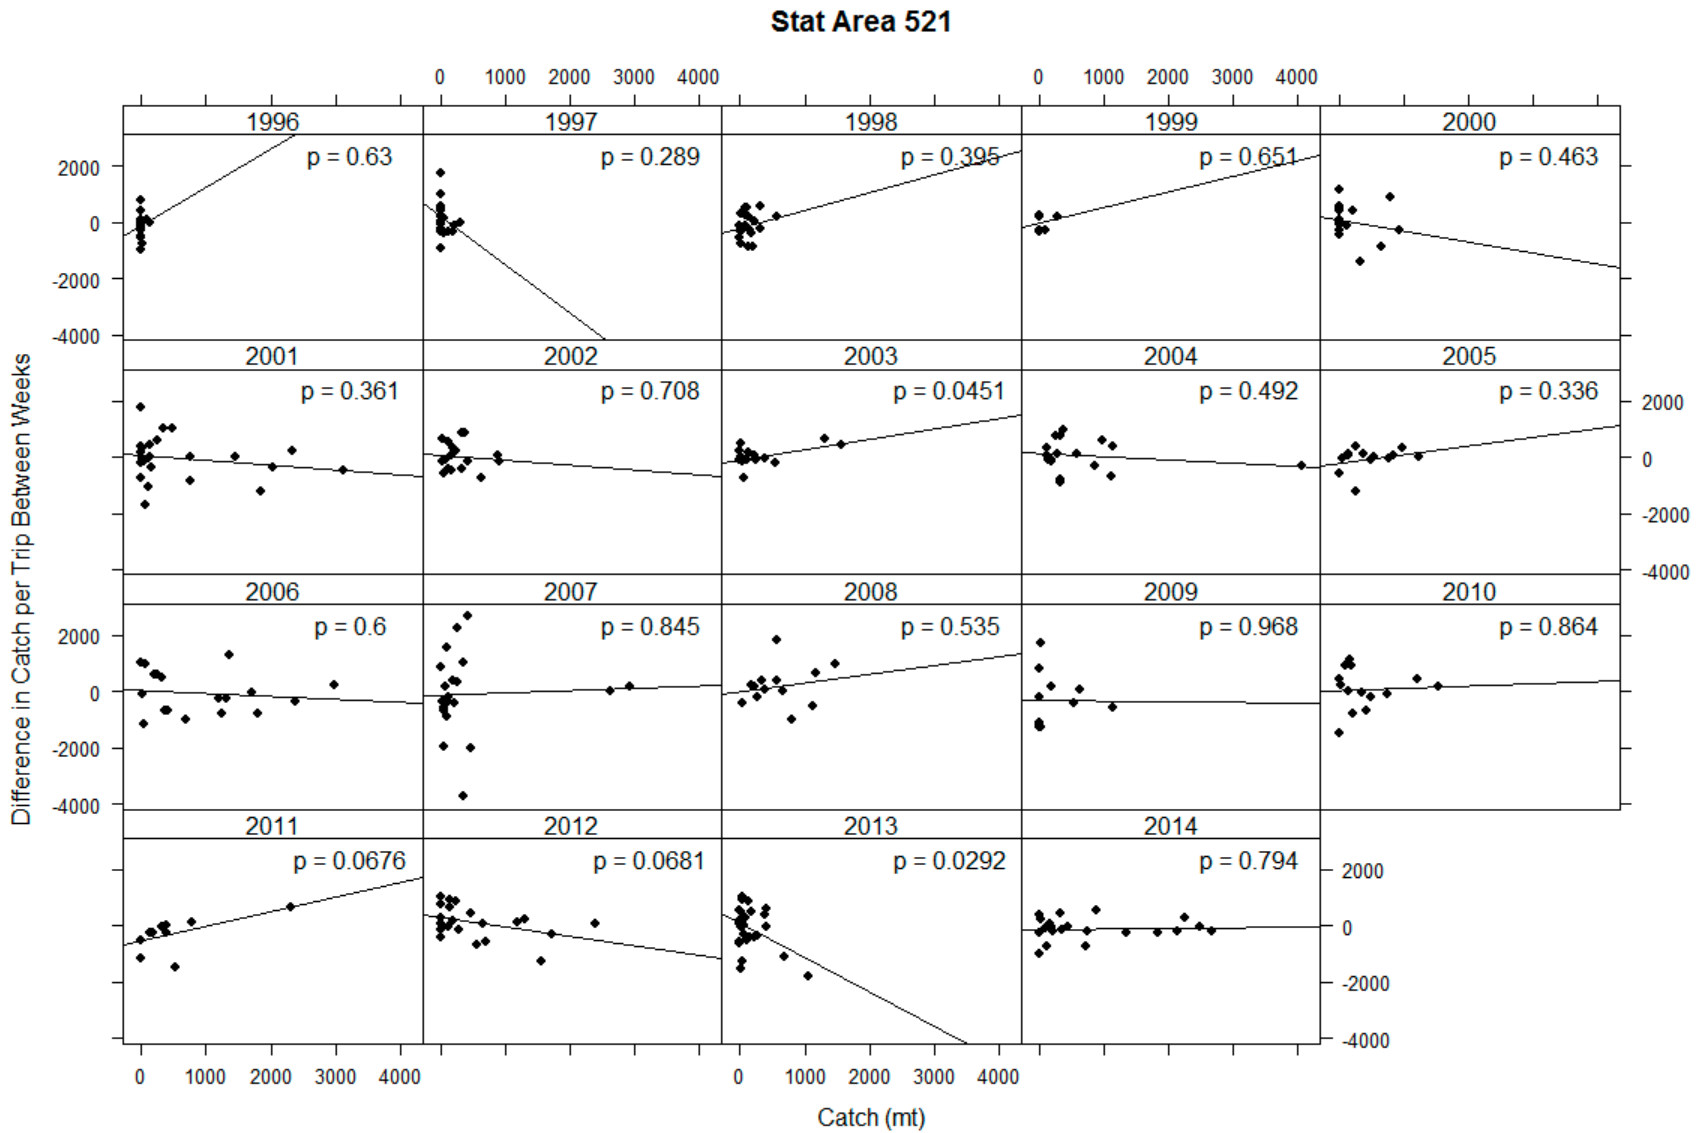 Stat Area 521
0 1000 2000 3000 4000 0 1000 2000 3000 4000
1996 1997 1998 1999 2000
p = 0.63 p = 0.289 p = 0.395 p = 0.651 p = 0.463
2000
0
-2000
-4000
2001 2002 2003 2004 2005
p = 0.361 p = 0.708 p = 0.0451 p = 0.492 p = 0.336
2000
0
-2000
-4000
2006 2007 2008 2009 2010
p = 0.6 p = 0.845 p = 0.535 p = 0.968 p = 0.864
2000
0
-2000
-4000
2011 2012 2013 2014
p = 0.0676 p = 0.0681 p = 0.0292 p = 0.794
2000
0
-2000
-4000
0 1000 2000 3000 4000 0 1000 2000 3000 4000
Catch (mt)
Difference in Catch per Trip Between Weeks